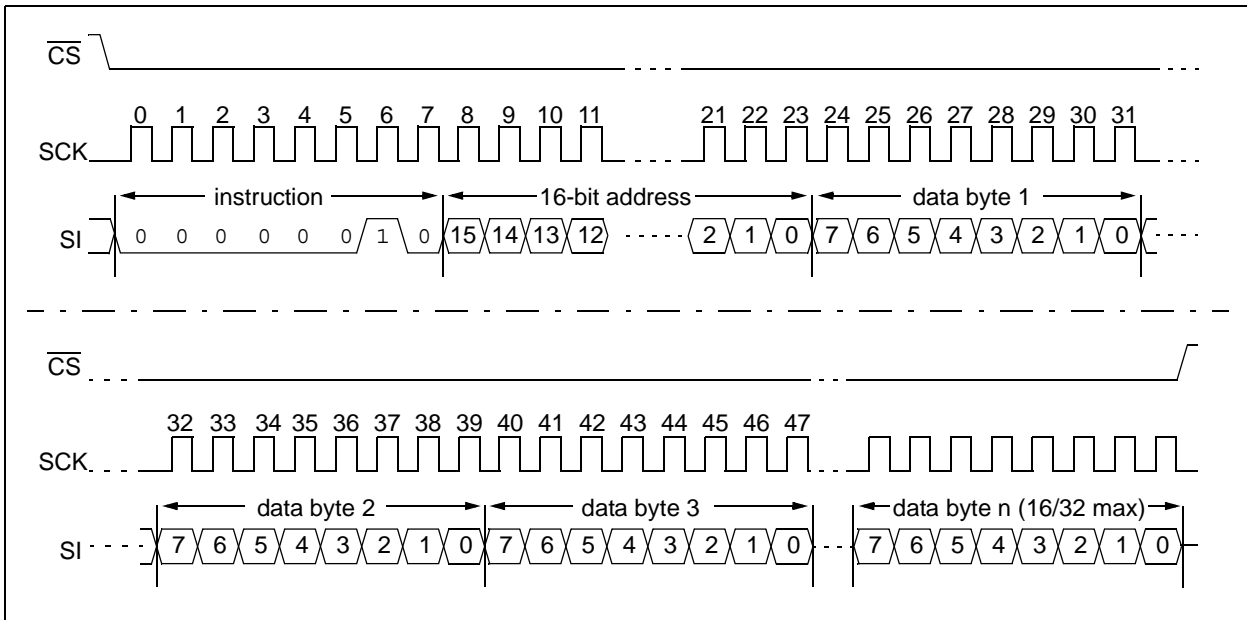 CS
0 1 2 3 4 5 6 7 8 9 10 11 21 22 23 24 25 26 27 28 29 30 31
SCK
instruction 16-bit address data byte 1
SI 0 0 0 0 0 0 1 0 15 14 13 12 2 1 0 7 6 5 4 3 2 1 0
CS
32 33 34 35 36 37 38 39 40 41 42 43 44 45 46 47
SCK
data byte 2 data byte 3 data byte n (16/32 max)
SI 7 6 5 4 3 2 1 0 7 6 5 4 3 2 1 0 7 6 5 4 3 2 1 0